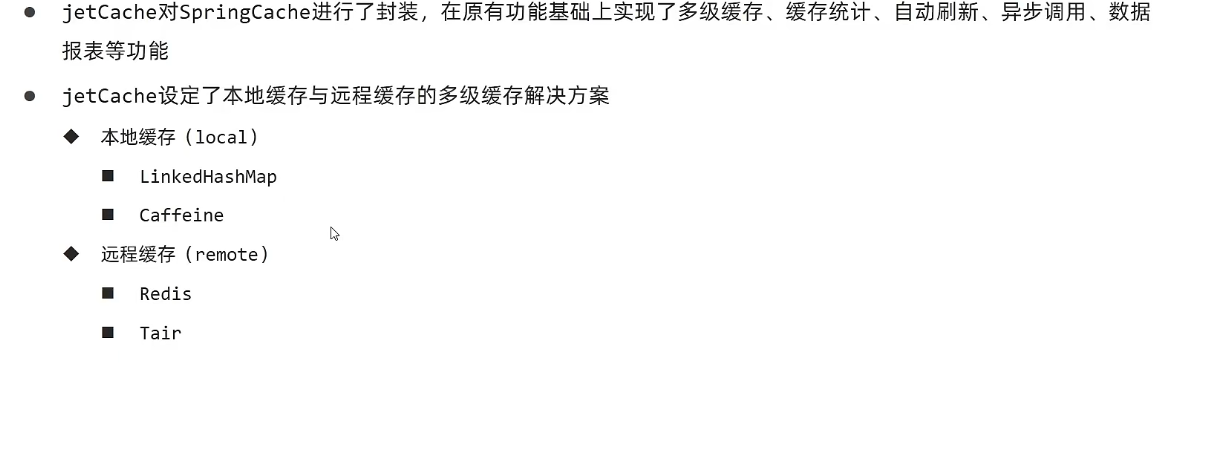 jetCache对SpringCache进行了封装，在原有功能基础上实现了多级缓存、缓存统计、自动刷新、异步调用、数据
报表等功能
jetCache设定了本地缓存与远程缓存的多级缓存解决方案
本地缓存（local）
LinkedHashMap
Caffeine
远程缓存（remote）
Redis
Tair